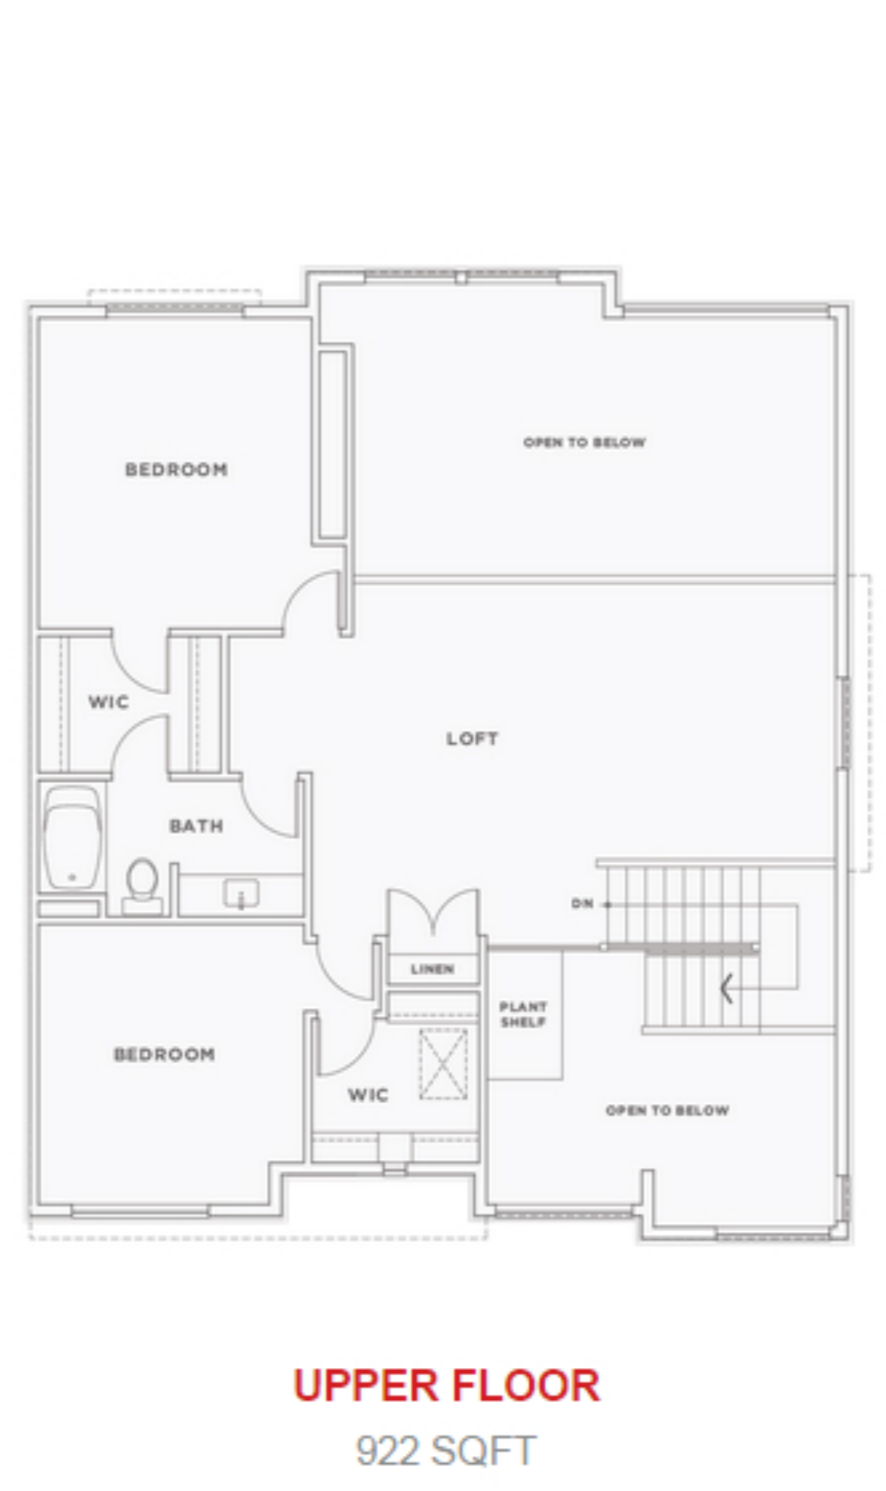 OPEN TO BELOW
BEDROOM
WIC
LOFT
BATH
DN
LINEN
PLANT
SHELF
BEDROOM
WIC
OPEN TO BELOW
UPPER FLOOR
922 SQFT